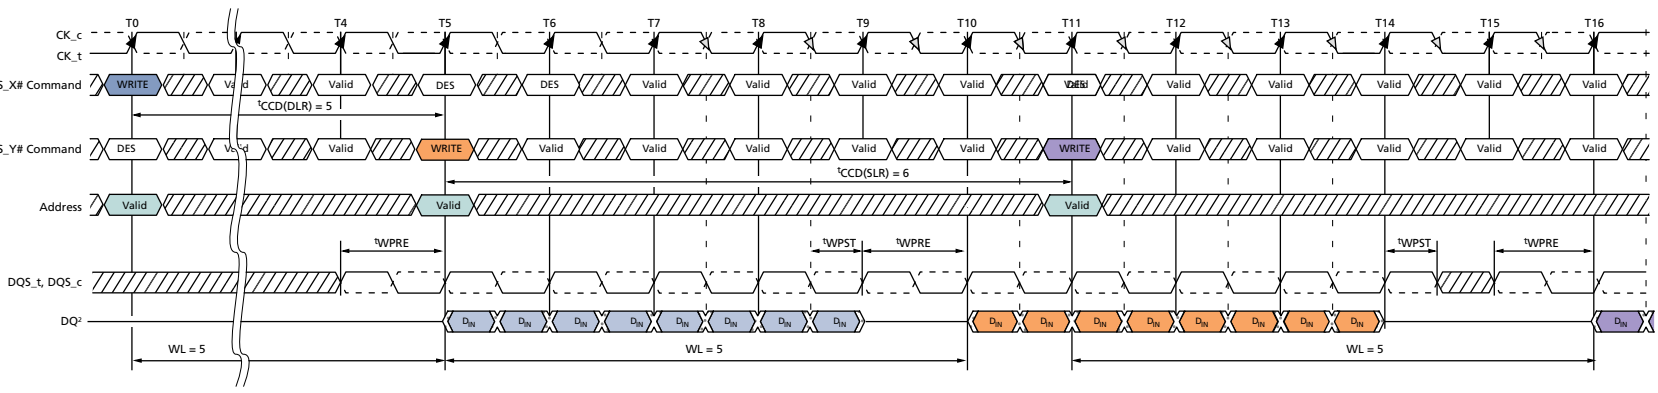 T0 T4 T5 T6 T7 T8 T9 T10 T11 T12 T13 T14 T15 T16
CK_c
CK_t
S_X# Command WRITE Valid Valid DES DES Valid Valid Valid Valid DES Valid Valid Valid Valid Valid
tCCD(DLR) = 5
S_Y# Command DES Valid Valid WRITE Valid Valid Valid Valid Valid WRITE Valid Valid Valid Valid Valid
tCCD(SLR) = 6
Address Valid Valid Valid
tWPRE tWPST tWPRE tWPST tWPRE
DQS_t, DQS_c
DQ² DIN DIN DIN DIN DIN DIN DIN DIN DIN DIN DIN DIN DIN DIN DIN DIN DIN
WL = 5 WL = 5 WL = 5